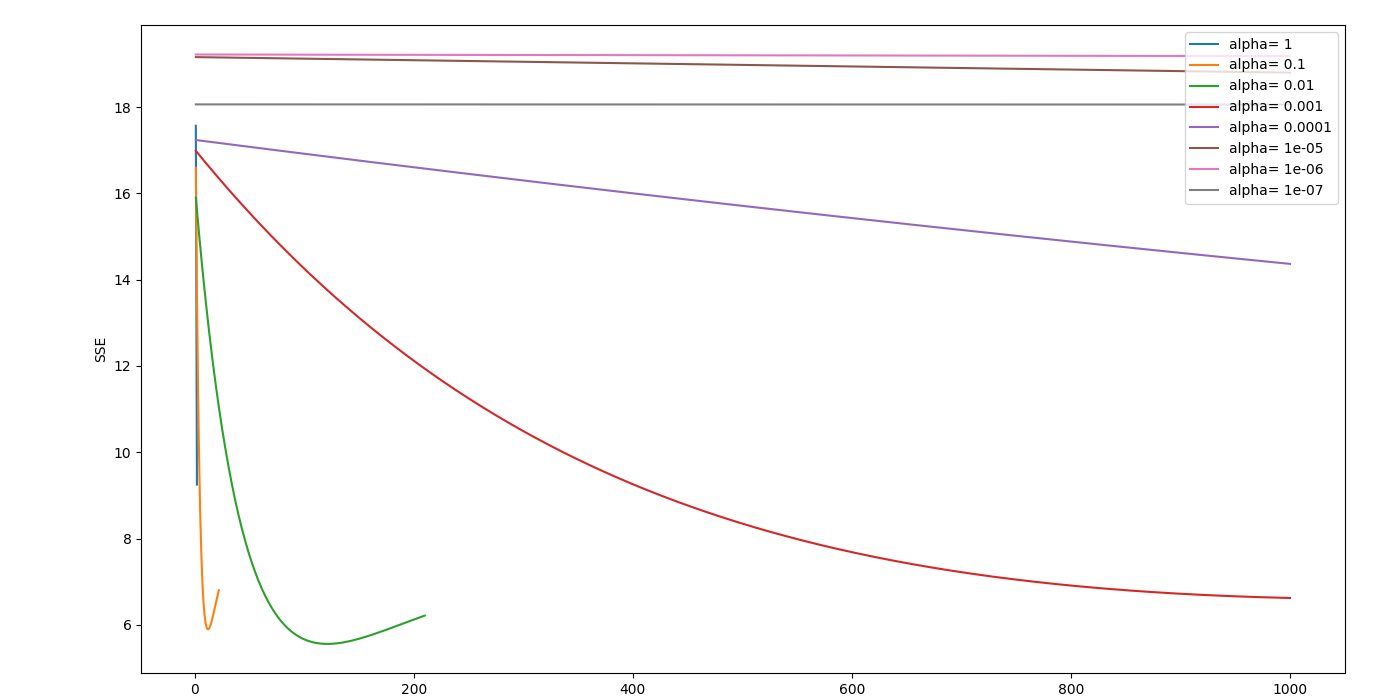 alpha= 1
alpha= 0.1
18
alpha= 0.01
alpha= 0.001
alpha= 0.0001
alpha= 1e-05
alpha= 1e-06
alpha= 1e-07
16
14
SSE
12
10
8
6
0 200 400 600 800 1000